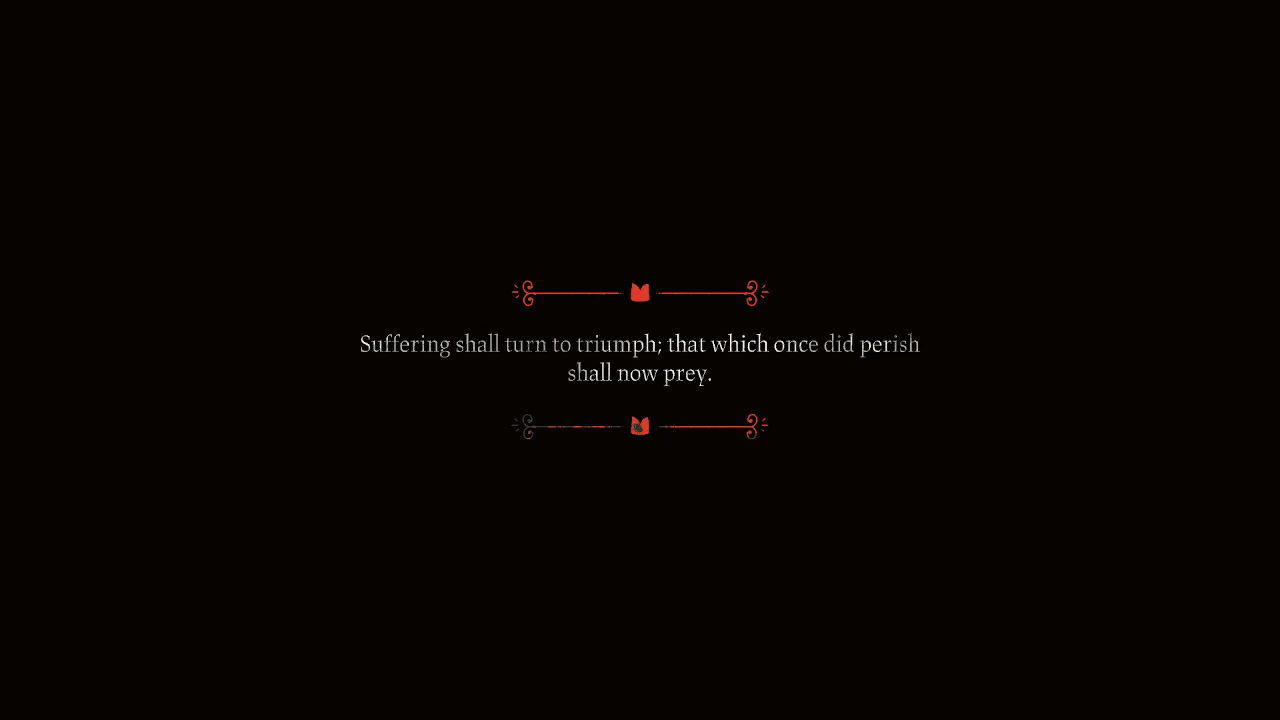 Suffering shall turn to triumph; that which once did perish
shall now prey.